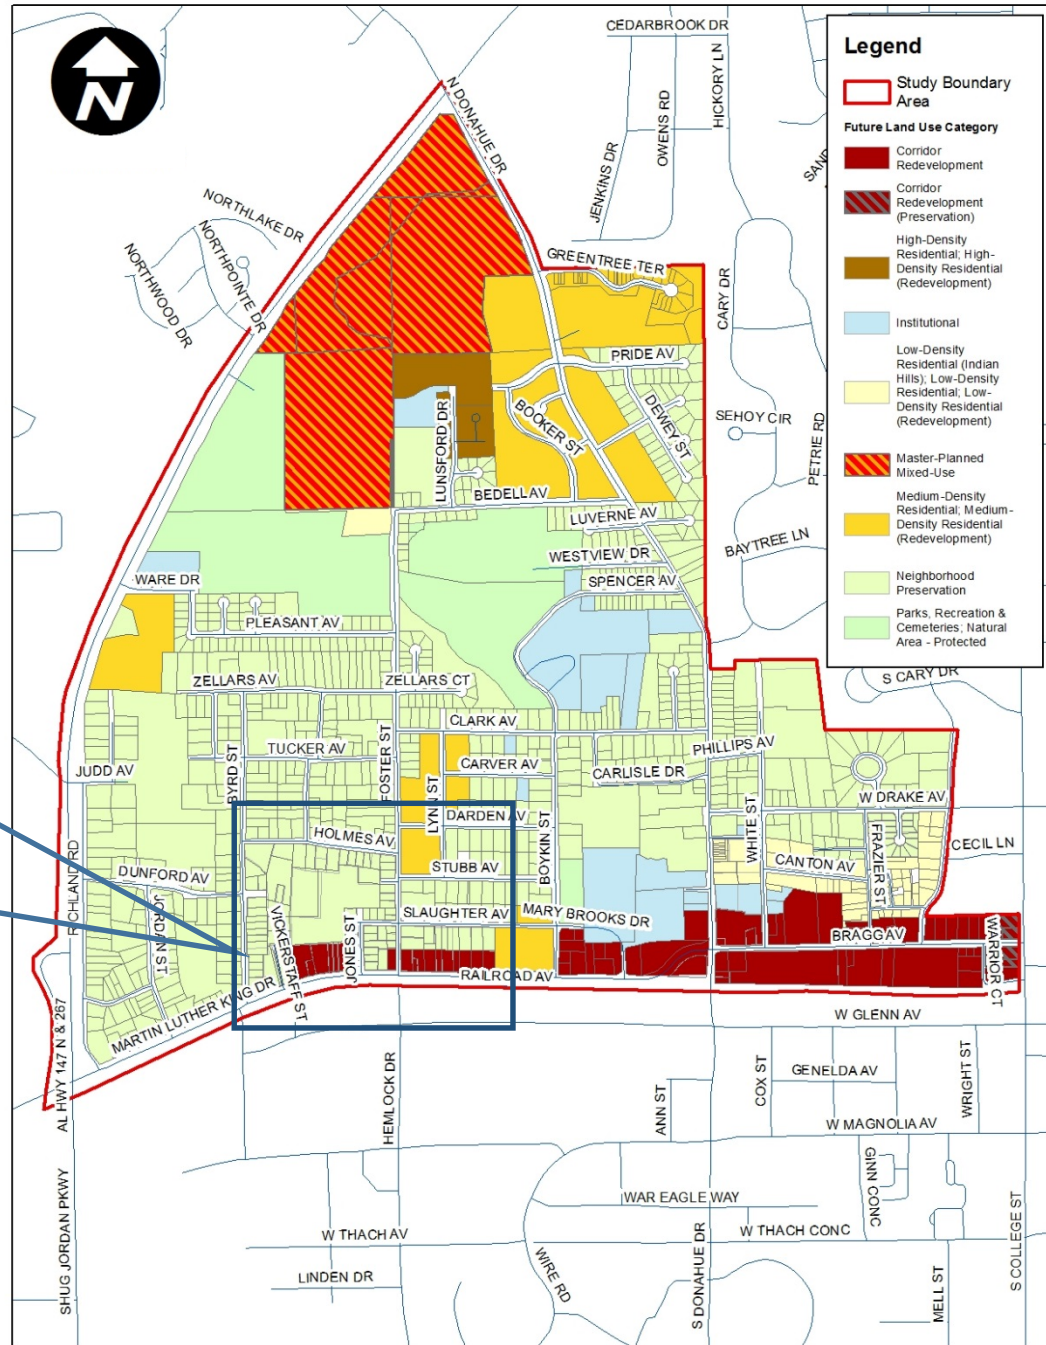 N
CEDARBROOK DR
HICKORY LN
OWENS RD
JENKINS DR
SAND
N DONAHUE DR
NORTHLAKE DR
NORTHPOINTE DR
NORTHWOOD DR
GREENTREE TER
CARY DR
PRIDE AV
DEWEY ST
BOOKER ST
LUNSFORD DR
SEHOY CIR
PETRIE RD
BEDELL AV
LUVERNE AV
BAYTREE LN
WESTVIEW DR
SPENCER AV
WARE DR
PLEASANT AV
ZELLARS AV
ZELLARS CT
S CARY DR
CLARK AV
PHILLIPS AV
TUCKER AV
CARVER AV
CARLISLE DR
JUDD AV
BYRD ST
FOSTER ST
LYNN ST
W DRAKE AV
DARDEN AV
HOLMES AV
BOYKIN ST
WHITE ST
FRAZIER ST
CECIL LN
CANTON AV
STUBB AV
RICHLAND RD
DUNFORD AV
JORDAN ST
VICKERSTAFF ST
JONES ST
SLAUGHTER AV
MARY BROOKS DR
BRAGG AV
WARRIOR CT
RAILROAD AV
MARTIN LUTHER KING DR
W GLENN AV
AL HWY 147 N & 267
HEMLOCK DR
ANN ST
COX ST
GENELDA AV
WRIGHT ST
W MAGNOLIA AV
GINN CONC
WAR EAGLE WAY
W THACH AV
W THACH CONC
LINDEN DR
WIRE RD
S DONAHUE DR
MELL ST
S COLLEGE ST
SHUG JORDAN PKWY
Legend
Study Boundary
Area
Future Land Use Category
Corridor
Redevelopment
Corridor
Redevelopment
(Preservation)
High-Density
Residential; High-
Density Residential
(Redevelopment)
Institutional
Low-Density
Residential (Indian
Hills); Low-Density
Residential; Low-
Density Residential
(Redevelopment)
Master-Planned
Mixed-Use
Medium-Density
Residential; Medium-
Density Residential
(Redevelopment)
Neighborhood
Preservation
Parks, Recreation &
Cemeteries; Natural
Area - Protected